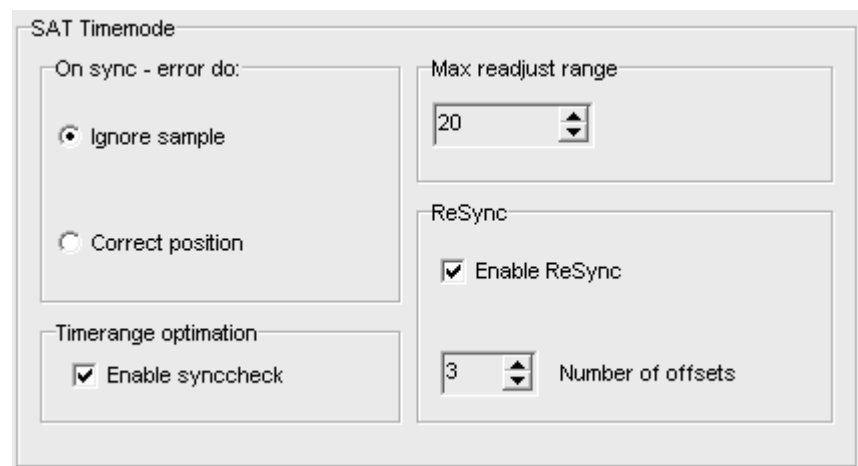 SAT Timemode
On sync - error do:
Ignore sample
Correct position
Timerange optimation
Enable synccheck
Max readjust range
20
ReSync
Enable ReSync
3 Number of offsets